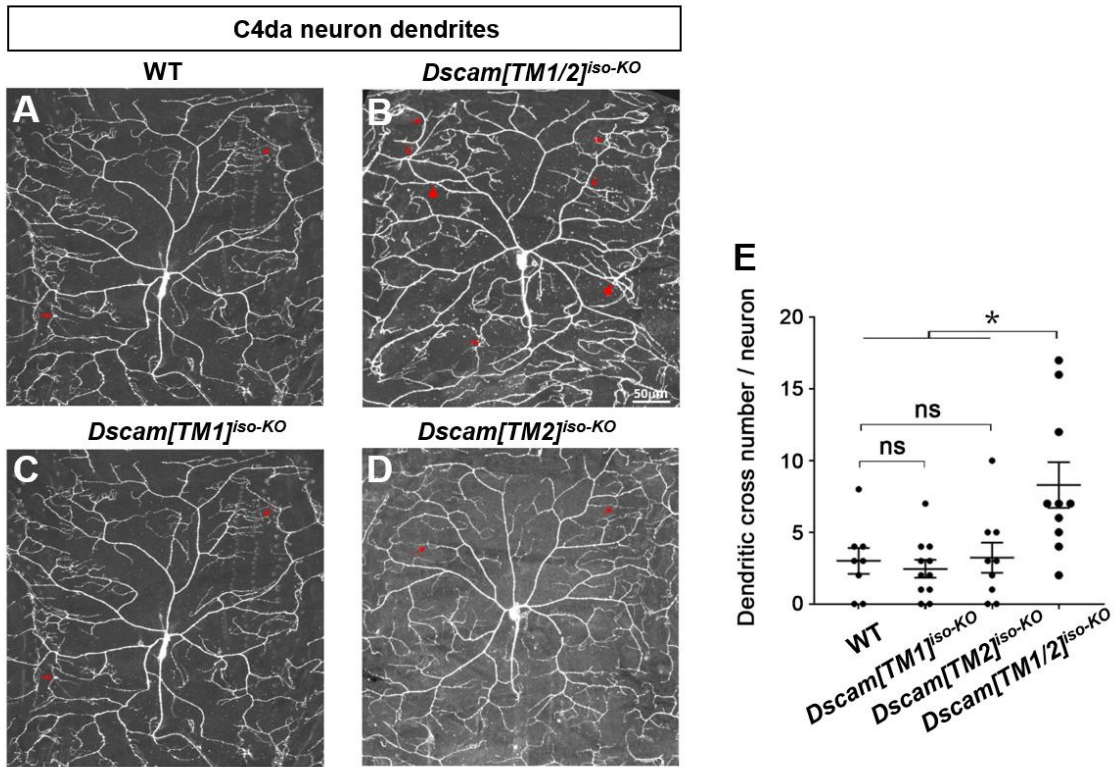 C4da neuron dendrites
WT
Dscam[TM1/2]iso-KO
A
B
50μm
Dscam[TM1]iso-KO
Dscam[TM2]iso-KO
C
D
E
Dendritic cross number / neuron
20
15
10
5
0
*
ns
ns
WT
Dscam[TM1]iso-KO
Dscam[TM2]iso-KO
Dscam[TM1/2]iso-KO